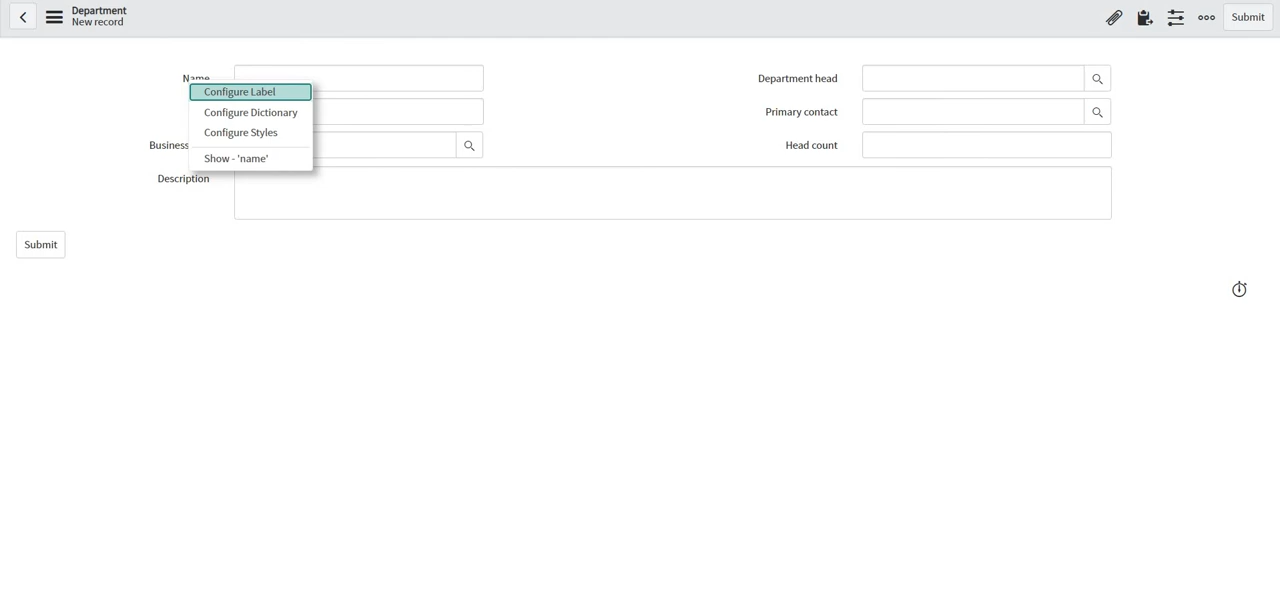 Department
New record
Submit
Name
Department head
Configure Label
Configure Dictionary
Primary contact
Configure Styles
Business
Head count
Show - 'name'
Description
Submit